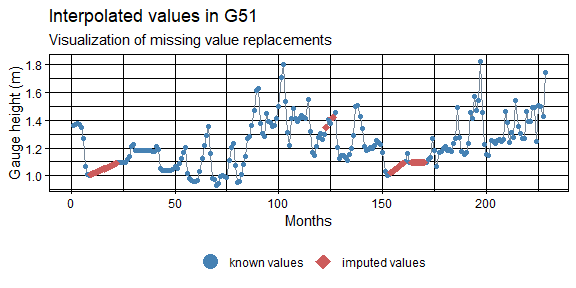 Interpolated values in G51
Visualization of missing value replacements
Gauge height (m)
1.8
1.6
1.4
1.2
1.0
0 50 100 150 200
Months
known values imputed values